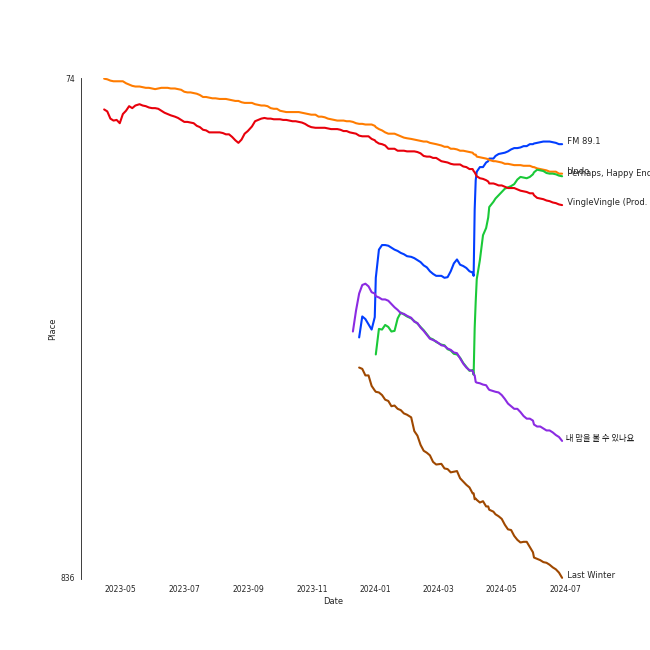 74
FM 89.1
Perhaps, Happy End
VingleVingle (Prod.
Place
내 맘을 볼 수 있나요
836
Last Winter
2023-05
2023-07
2023-09
2023-11
2024-01
2024-03
2024-05
2024-07
Date